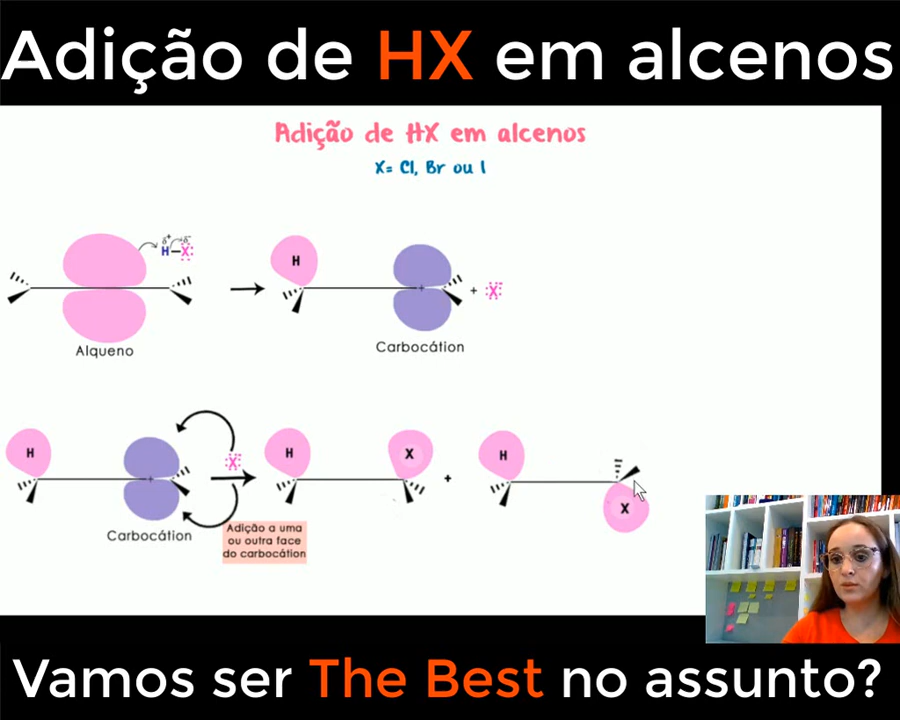 Adição de HX em alcenos
Adição de HX em alcenos
X= Cl, Br ou I
δ+ δ-
H–X:
H
+ :X:
Alqueno
Carbocátion
H
:X:
H
X
+
H
X
Carbocátion
Adição a uma
ou outra face
do carbocátion
Vamos ser The Best no assunto?